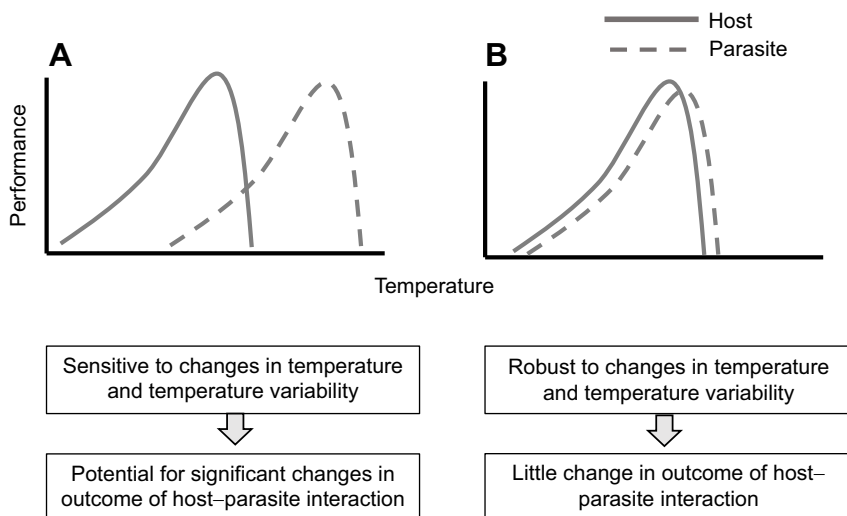 Host
Parasite
A
B
Performance
Temperature
Sensitive to changes in temperature
and temperature variability
Robust to changes in temperature
and temperature variability
Potential for significant changes in
outcome of host–parasite interaction
Little change in outcome of host–
parasite interaction